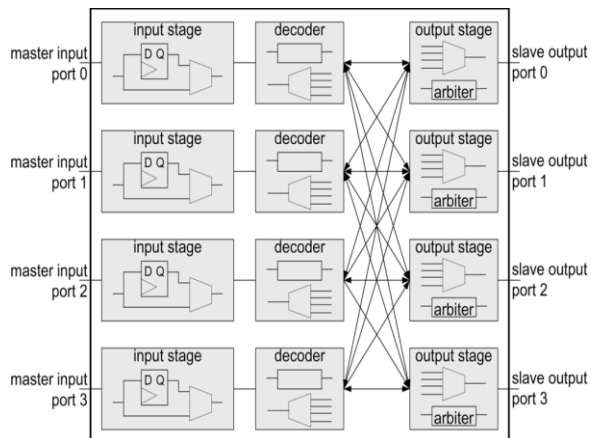 input stage
decoder
output stage
master input
port 0
D Q
arbiter
slave output
port 0
input stage
decoder
output stage
master input
port 1
D Q
arbiter
slave output
port 1
input stage
decoder
output stage
master input
port 2
D Q
arbiter
slave output
port 2
input stage
decoder
output stage
master input
port 3
D Q
arbiter
slave output
port 3